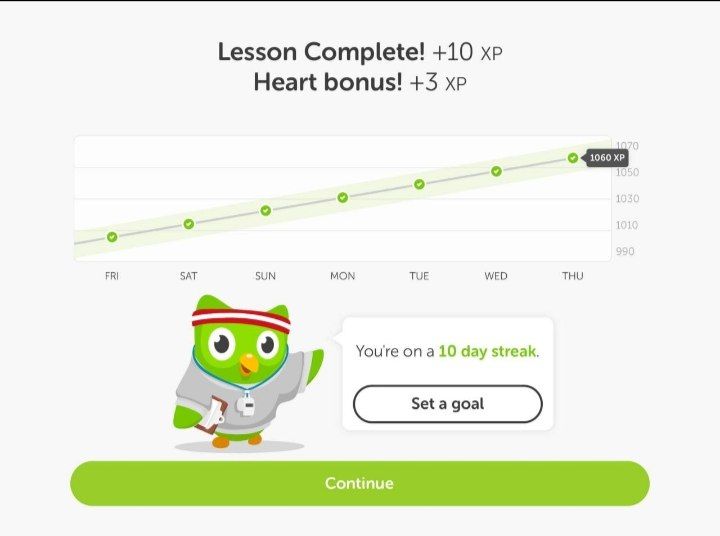 Lesson Complete! +10 XP
Heart bonus! +3 XP
1070
1060 XP
1050
1030
1010
990
FRI SAT SUN MON TUE WED THU
You're on a 10 day streak.
Set a goal
Continue